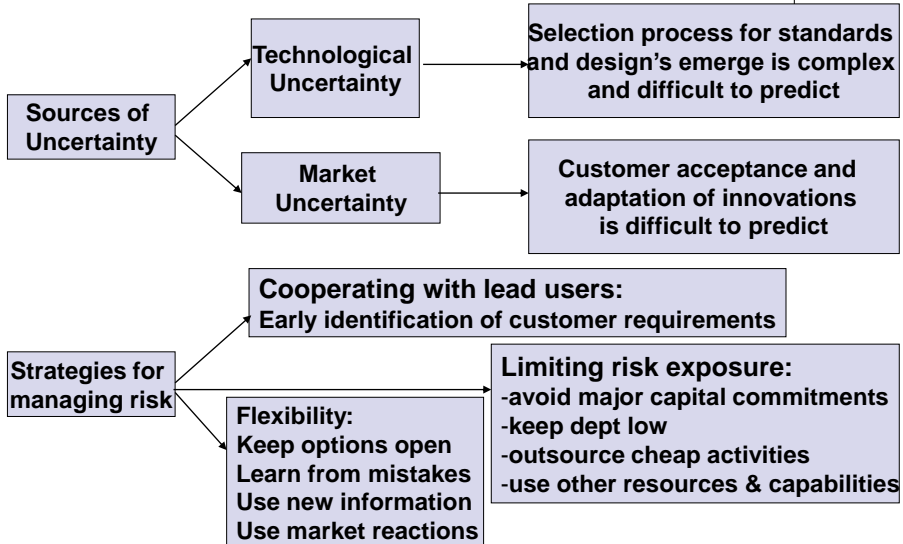 Sources of
Uncertainty
Technological
Uncertainty
Selection process for standards
and design's emerge is complex
and difficult to predict
Market
Uncertainty
Customer acceptance and
adaptation of innovations
is difficult to predict
Strategies for
managing risk
Cooperating with lead users:
Early identification of customer requirements
Limiting risk exposure:
-avoid major capital commitments
-keep dept low
-outsource cheap activities
-use other resources & capabilities
Flexibility:
Keep options open
Learn from mistakes
Use new information
Use market reactions